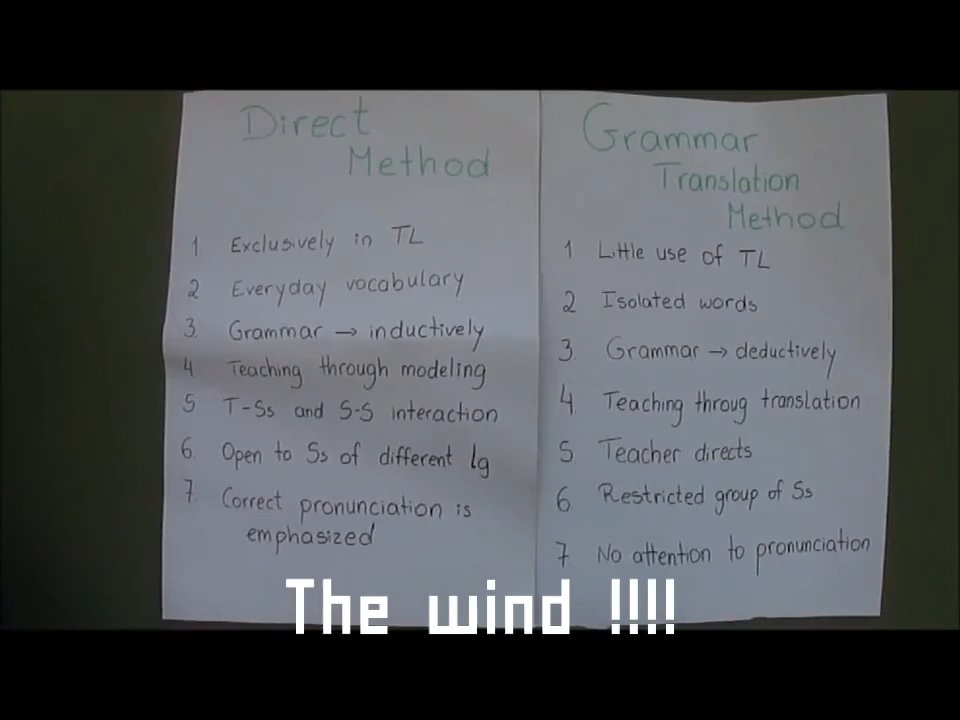 Direct
Method
1 Exclusively in TL
2 Everyday vocabulary
3. Grammar → inductively
4 Teaching through modeling
5 T-Ss and S-S interaction
6. Open to Ss of different lg
7 Correct pronunciation is
emphasized
Grammar
Translation
Method
1 Little use of TL
2 Isolated words
3. Grammar → deductively
4. Teaching throug translation
5 Teacher directs
6. Restricted group of Ss
7 No attention to pronunciation
The wind !!!!